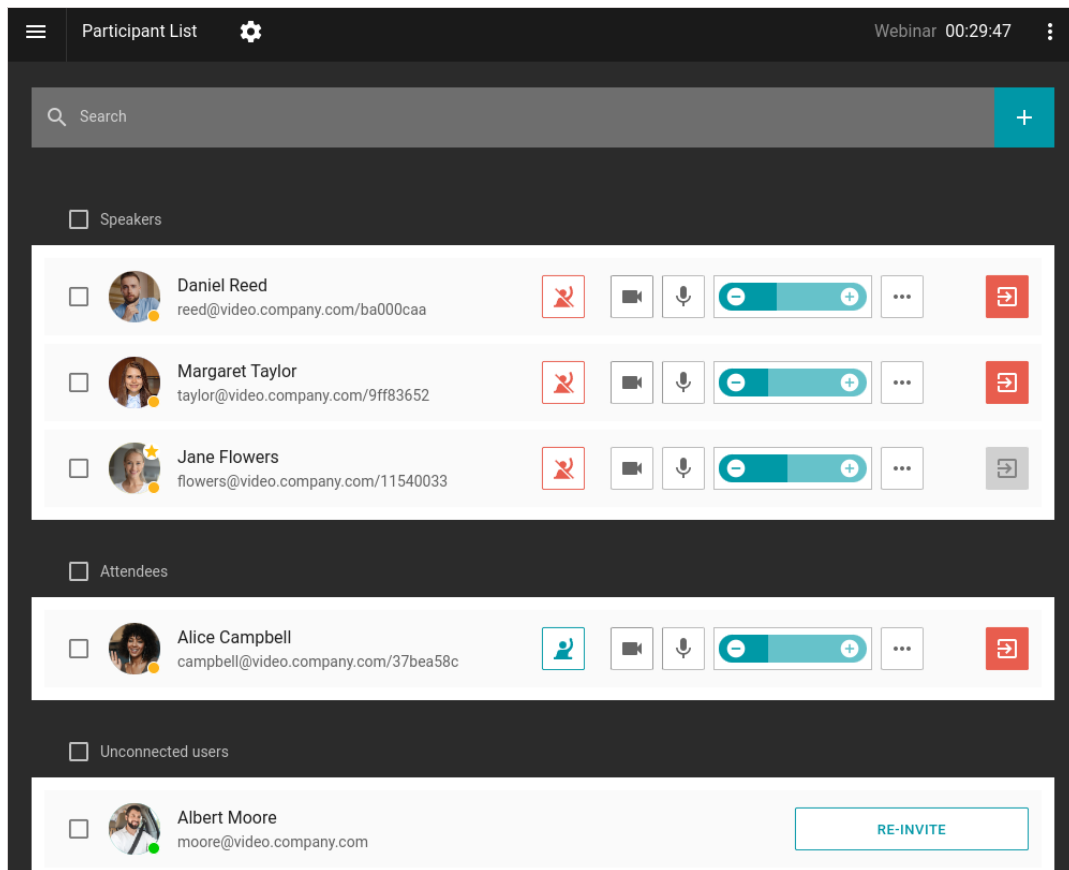 Participant List
Webinar 00:29:47
Search
Speakers
Daniel Reed
reed@video.company.com/ba000caa
Margaret Taylor
taylor@video.company.com/9ff83652
Jane Flowers
flowers@video.company.com/11540033
Attendees
Alice Campbell
campbell@video.company.com/37bea58c
Unconnected users
Albert Moore
moore@video.company.com
RE-INVITE